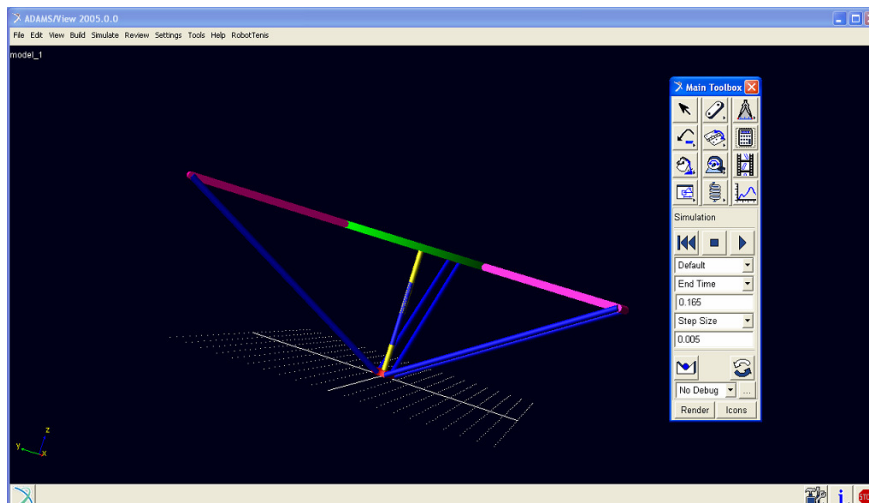 ADAMS/View 2005.0.0
File Edit View Build Simulate Review Settings Tools Help RobotTenis
model_1
Main Toolbox
Simulation
Default
End Time
0.165
Step Size
0.005
No Debug
...
Render Icons
z
y
x
i
STO